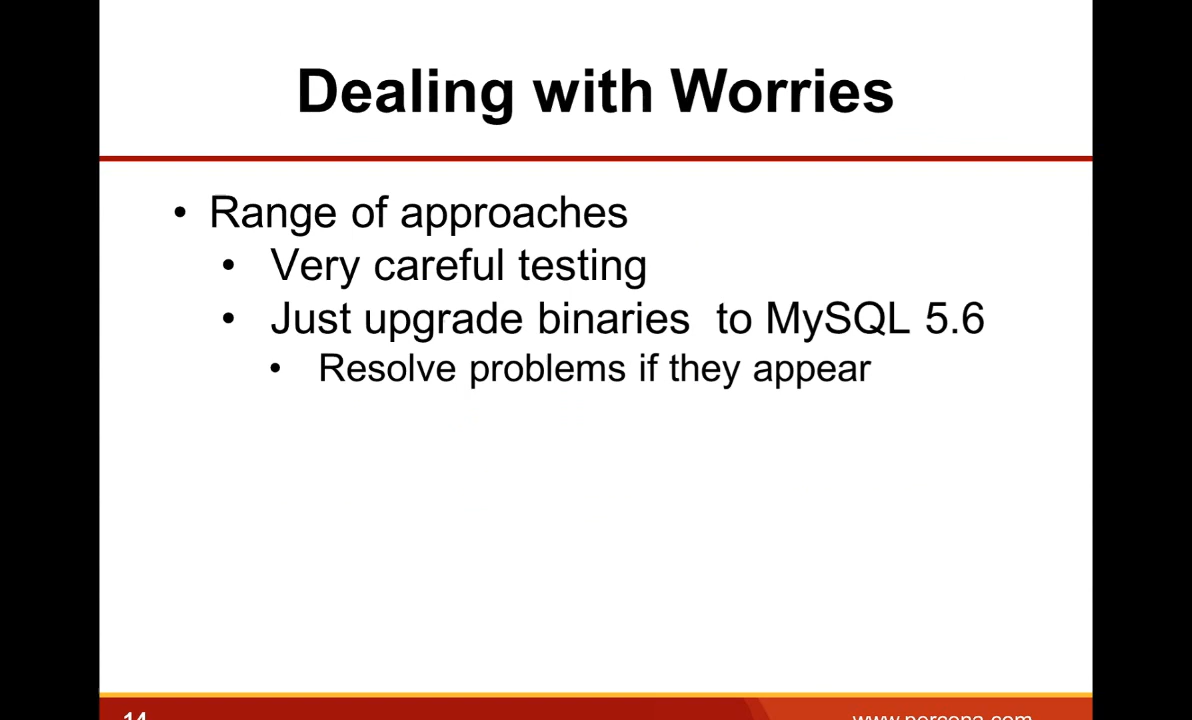 Dealing with Worries
• Range of approaches
• Very careful testing
• Just upgrade binaries  to MySQL 5.6
• Resolve problems if they appear
14
www.percona.com